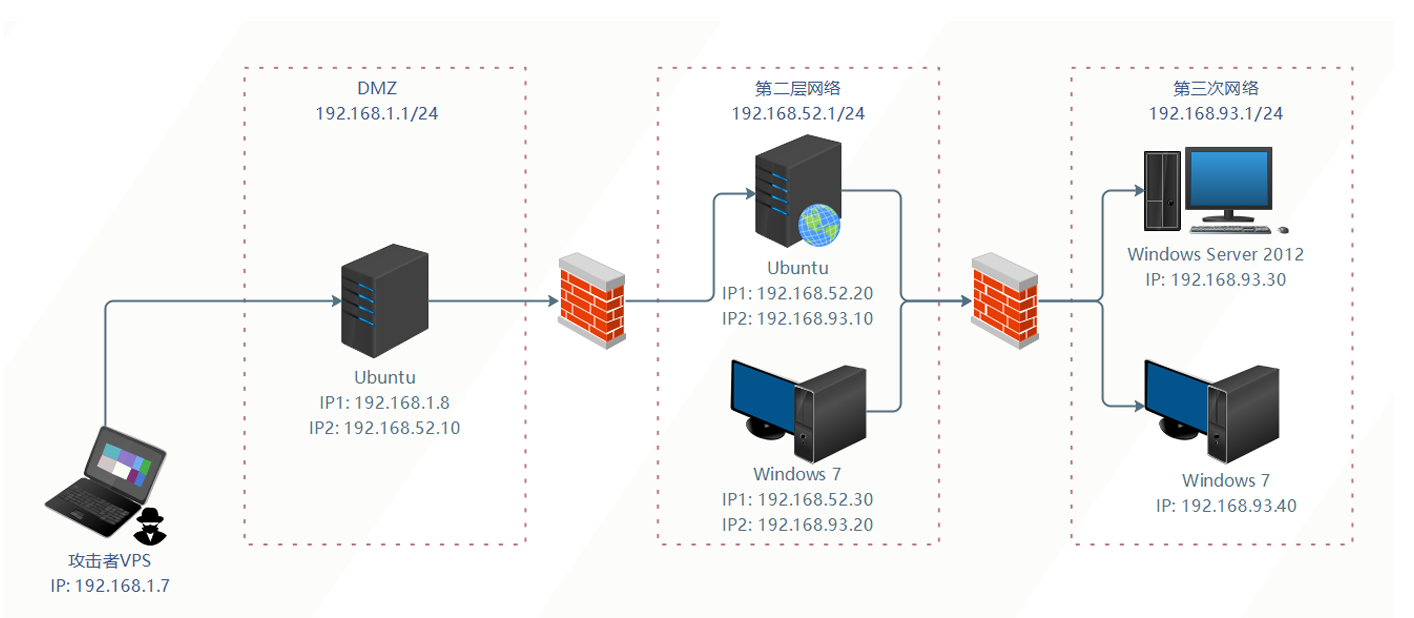 DMZ
192.168.1.1/24
Ubuntu
IP1: 192.168.1.8
IP2: 192.168.52.10
攻击者VPS
IP: 192.168.1.7
第二层网络
192.168.52.1/24
Ubuntu
IP1: 192.168.52.20
IP2: 192.168.93.10
Windows 7
IP1: 192.168.52.30
IP2: 192.168.93.20
第三次网络
192.168.93.1/24
Windows Server 2012
IP: 192.168.93.30
Windows 7
IP: 192.168.93.40